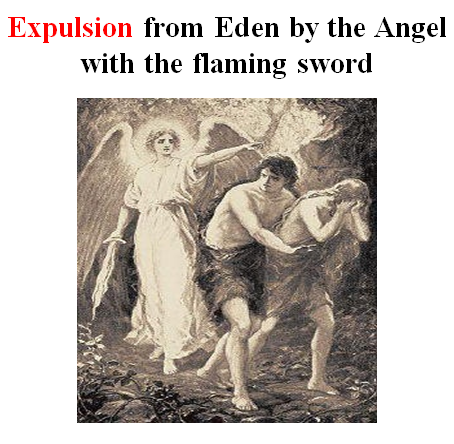 Expulsion from Eden by the Angel
with the flaming sword